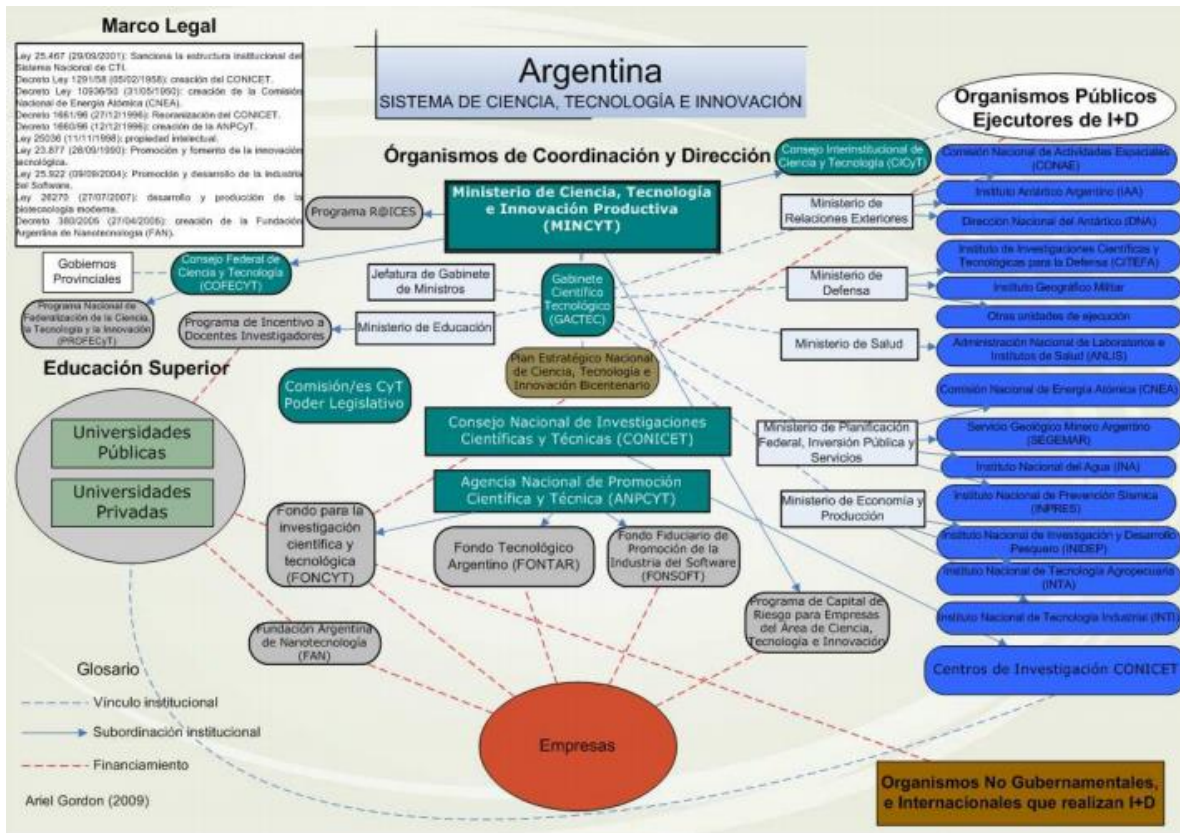 Marco Legal
Ley 25.467 (29/09/2001): Sanciona la estructura institucional del
Sistema Nacional de CTI.
Decreto Ley 1291/58 (05/02/1958): creación del CONICET.
Decreto Ley 10936/50 (31/05/1950): creación de la Comisión
Nacional de Energía Atómica (CNEA).
Decreto 1661/96 (27/12/1996): Reorganización del CONICET.
Decreto 1660/96 (12/12/1996): creación de la ANPCyT.
Ley 25036 (11/11/1998): propiedad intelectual.
Ley 23.877 (28/09/1990): Promoción y fomento de la innovación
tecnológica.
Ley 25.922 (09/09/2004): Promoción y desarrollo de la industria
del Software.
Ley 26270 (27/07/2007): desarrollo y producción de la
biotecnología moderna.
Decreto 380/2005 (27/04/2005): creación de la Fundación
Argentina de Nanotecnología (FAN).
Argentina
SISTEMA DE CIENCIA, TECNOLOGÍA E INNOVACIÓN
Organismos Públicos
Ejecutores de I+D
Órganismos de Coordinación y Dirección
Consejo Interinstitucional de
Ciencia y Tecnología (CICyT)
Ministerio de Ciencia, Tecnología
e Innovación Productiva
(MINCYT)
Programa R@ICES
Gobiernos
Provinciales
Consejo Federal de
Ciencia y Tecnología
(COFECYT)
Programa Nacional de
Federalización de la Ciencia,
la Tecnología y la Innovación
(PROFECyT)
Programa de Incentivo a
Docentes Investigadores
Jefatura de Gabinete
de Ministros
Ministerio de Educación
Gabinete
Científico
Tecnológico
(GACTEC)
Plan Estratégico Nacional
de Ciencia, Tecnología e
Innovación Bicentenario
Comisión/es CyT
Poder Legislativo
Consejo Nacional de Investigaciones
Científicas y Técnicas (CONICET)
Agencia Nacional de Promoción
Científica y Técnica (ANPCYT)
Fondo para la
investigación
científica y
tecnológica
(FONCYT)
Fondo Tecnológico
Argentino (FONTAR)
Fondo Fiduciario de
Promoción de la
Industria del Software
(FONSOFT)
Programa de Capital de
Riesgo para Empresas
del Área de Ciencia,
Tecnología e Innovación
Fundación Argentina
de Nanotecnología
(FAN)
Educación Superior
Universidades
Públicas
Universidades
Privadas
Empresas
Ministerio de
Relaciones Exteriores
Ministerio de
Defensa
Ministerio de Salud
Ministerio de Planificación
Federal, Inversión Pública y
Servicios
Ministerio de Economía y
Producción
Comisión Nacional de Actividades Espaciales
(CONAE)
Instituto Antártico Argentino (IAA)
Dirección Nacional del Antártico (DNA)
Instituto de Investigaciones Científicas y
Tecnológicas para la Defensa (CITEFA)
Instituto Geográfico Militar
Otras unidades de ejecución
Administración Nacional de Laboratorios e
Institutos de Salud (ANLIS)
Comisión Nacional de Energía Atómica (CNEA)
Servicio Geológico Minero Argentino
(SEGEMAR)
Instituto Nacional del Agua (INA)
Instituto Nacional de Prevención Sísmica
(INPRES)
Instituto Nacional de Investigación y Desarrollo
Pesquero (INIDEP)
Instituto Nacional de Tecnología Agropecuaria
(INTA)
Instituto Nacional de Tecnología Industrial (INTI)
Centros de Investigación CONICET
Organismos No Gubernamentales,
e Internacionales que realizan I+D
Glosario
Vínculo institucional
Subordinación institucional
Financiamiento
Ariel Gordon (2009)